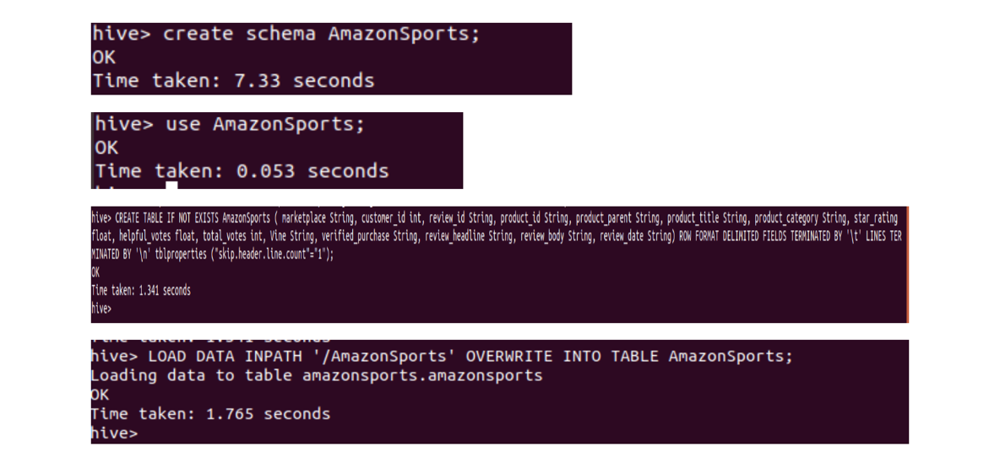 hive> create schema AmazonSports;
OK
Time taken: 7.33 seconds
hive> use AmazonSports;
OK
Time taken: 0.053 seconds
hive> CREATE TABLE IF NOT EXISTS AmazonSports ( marketplace String, customer_id int, review_id String, product_id String, product_parent String, product_title String, product_category String, star_rating
float, helpful_votes float, total_votes int, Vine String, verified_purchase String, review_headline String, review_body String, review_date String) ROW FORMAT DELIMITED FIELDS TERMINATED BY '\t' LINES TER
MINATED BY '\n' tblproperties ("skip.header.line.count"="1");
OK
Time taken: 1.341 seconds
hive>
hive> LOAD DATA INPATH '/AmazonSports' OVERWRITE INTO TABLE AmazonSports;
Loading data to table amazonsports.amazonsports
OK
Time taken: 1.765 seconds
hive>